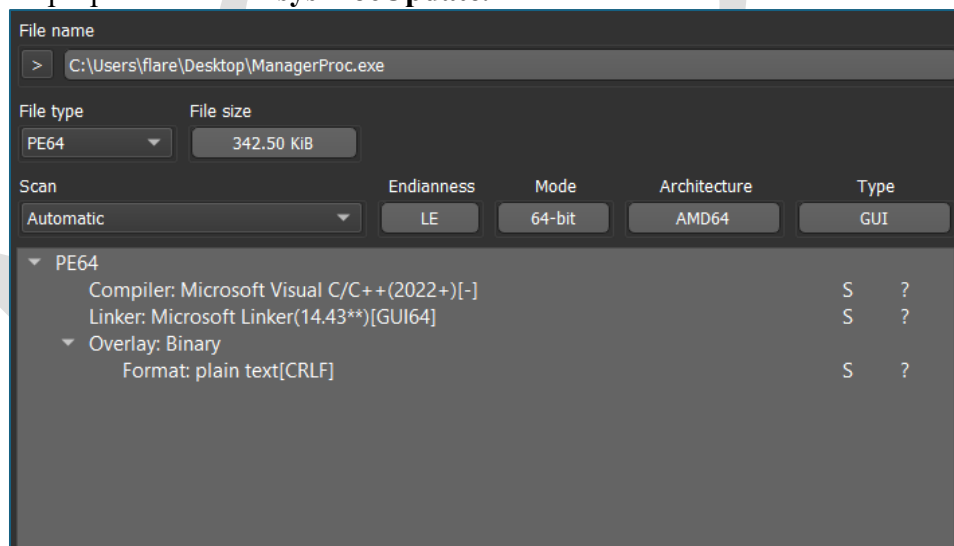 File name
> C:\Users\flare\Desktop\ManagerProc.exe
File type File size
PE64 342.50 KiB
Scan Endianness Mode Architecture Type
Automatic LE 64-bit AMD64 GUI
PE64
Compiler: Microsoft Visual C/C++(2022+)[-] S ?
Linker: Microsoft Linker(14.43**)[GUI64] S ?
Overlay: Binary
Format: plain text[CRLF] S ?